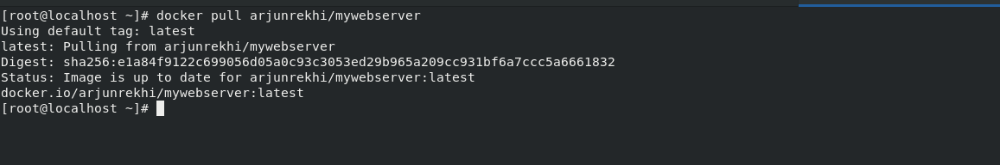 [root@localhost ~]# docker pull arjunrekhi/mywebserver
Using default tag: latest
latest: Pulling from arjunrekhi/mywebserver
Digest: sha256:e1a84f9122c699056d05a0c93c3053ed29b965a209cc931bf6a7ccc5a6661832
Status: Image is up to date for arjunrekhi/mywebserver:latest
docker.io/arjunrekhi/mywebserver:latest
[root@localhost ~]#